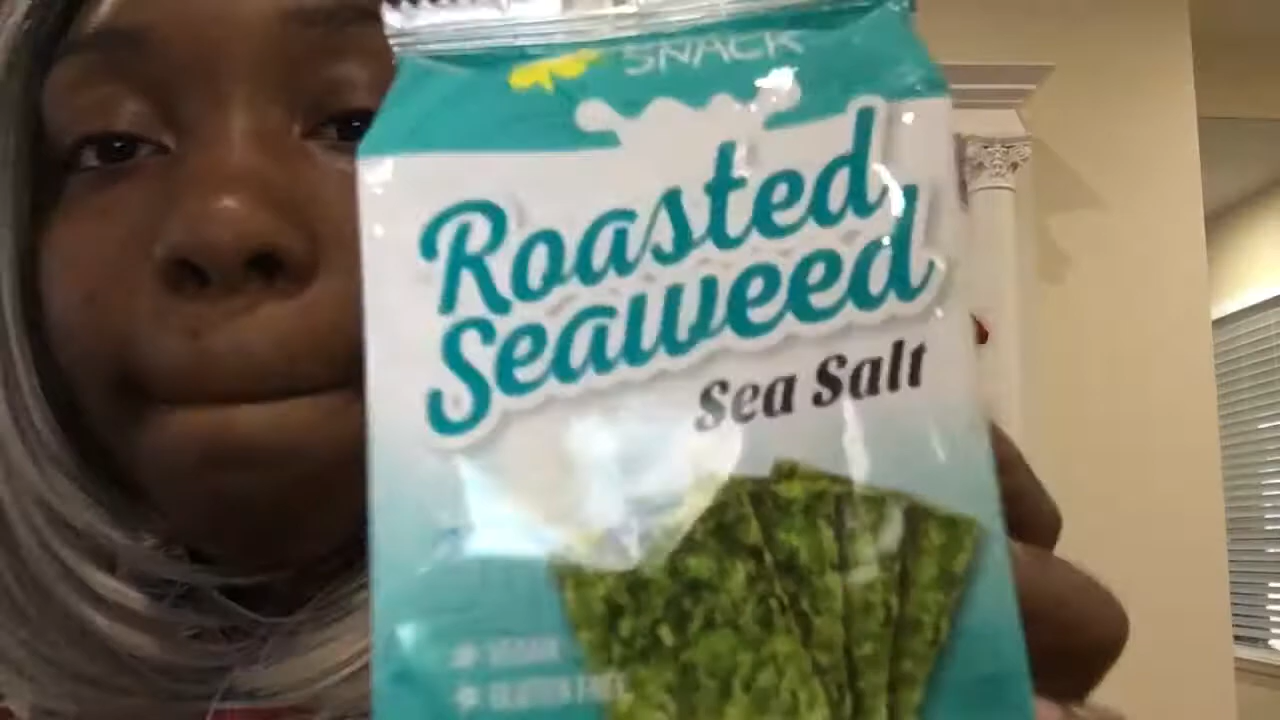 SNACK
Roasted
Seaweed
Sea Salt
VEGAN
GLUTEN FREE